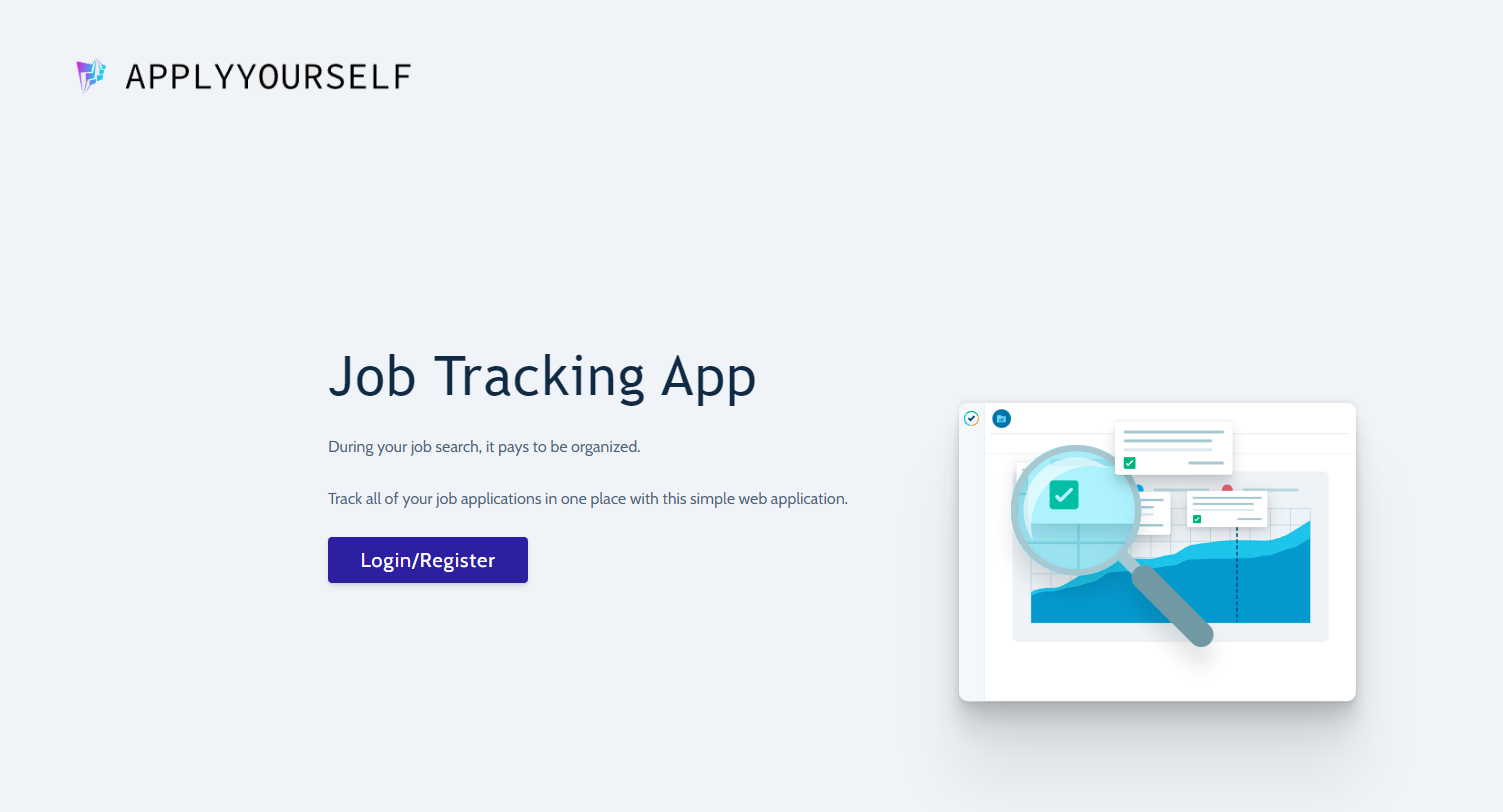 APPLYYOURSELF
Job Tracking App
During your job search, it pays to be organized.
Track all of your job applications in one place with this simple web application.
Login/Register